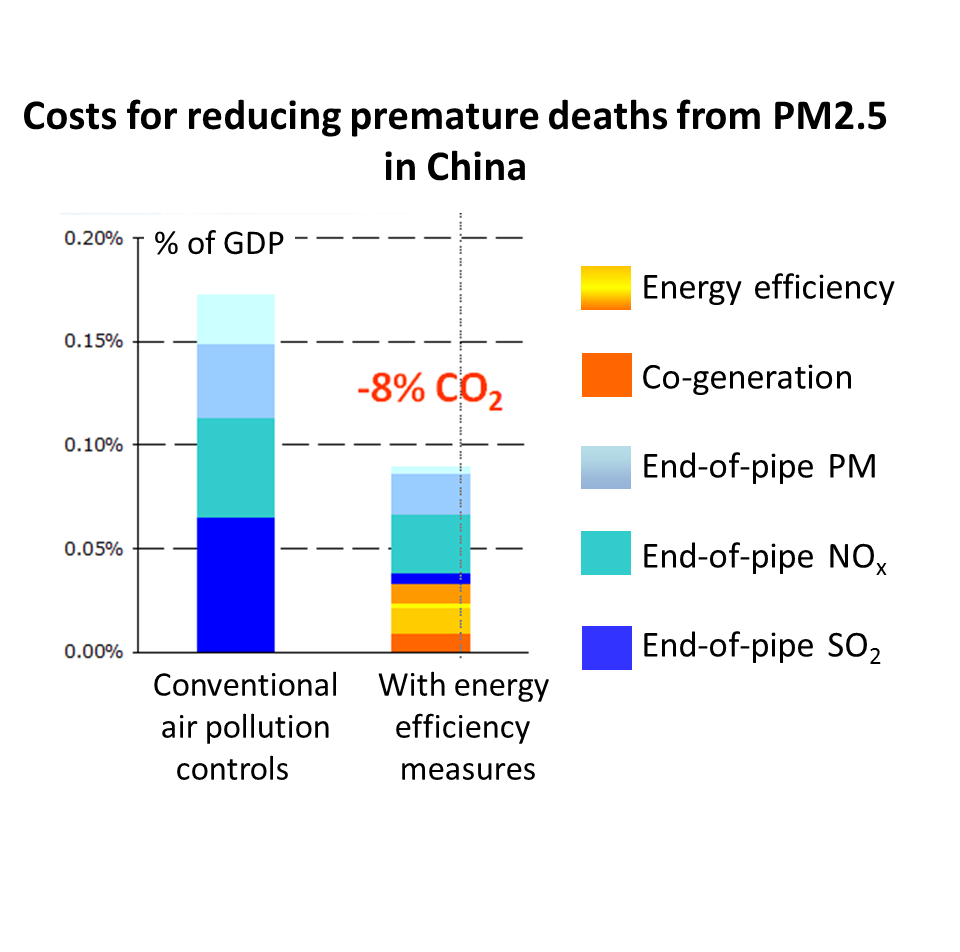 Costs for reducing premature deaths from PM2.5
in China
% of GDP
0.20%
0.15%
0.10%
0.05%
0.00%
-8% CO₂
Conventional
air pollution
controls
With energy
efficiency
measures
Energy efficiency
Co-generation
End-of-pipe PM
End-of-pipe NOₓ
End-of-pipe SO₂